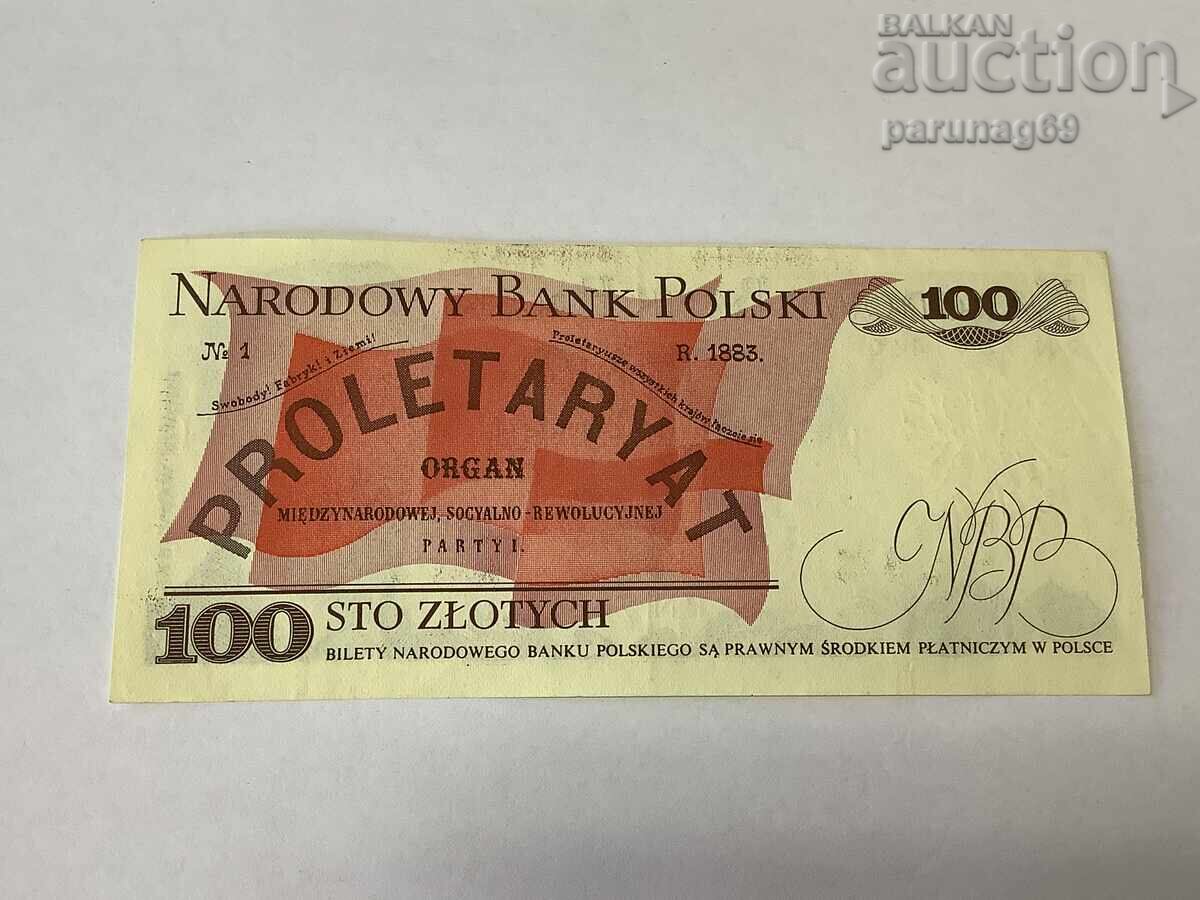 BALKAN
auction
parunag69
NARODOWY BANK POLSKI
100
№ 1
R. 1883.
Swobody! Fabryk! i Ziemi!
Proletaryusze wszystkich krajów łączcie się
PROLETARYAT
ORGAN
MIĘDZYNARODOWEJ, SOCYALNO-REWOLUCYJNEJ
PARTYI.
NBP
100 STO ZŁOTYCH
BILETY NARODOWEGO BANKU POLSKIEGO SĄ PRAWNYM ŚRODKIEM PŁATNICZYM W POLSCE